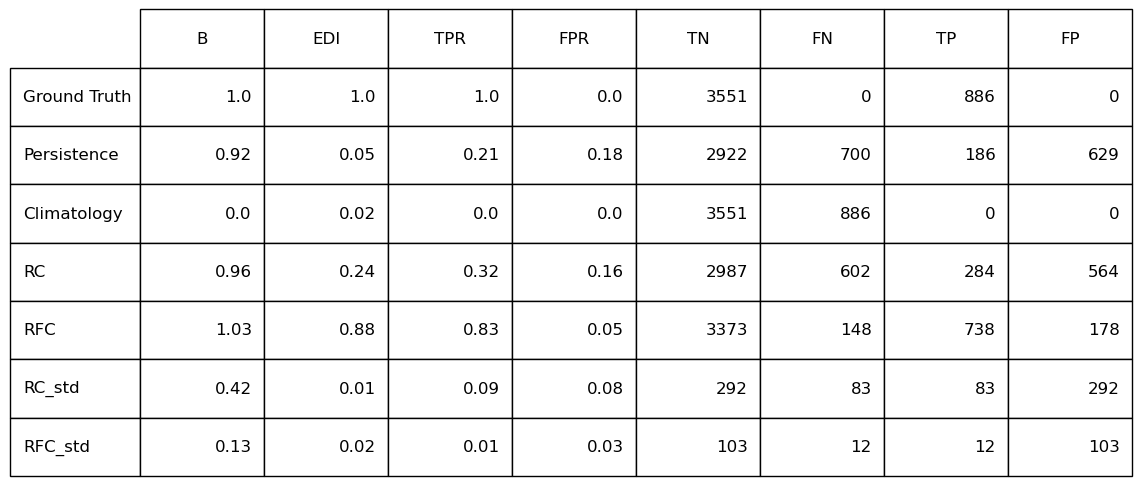 B EDI TPR FPR TN FN TP FP
Ground Truth 1.0 1.0 1.0 0.0 3551 0 886 0
Persistence 0.92 0.05 0.21 0.18 2922 700 186 629
Climatology 0.0 0.02 0.0 0.0 3551 886 0 0
RC 0.96 0.24 0.32 0.16 2987 602 284 564
RFC 1.03 0.88 0.83 0.05 3373 148 738 178
RC_std 0.42 0.01 0.09 0.08 292 83 83 292
RFC_std 0.13 0.02 0.01 0.03 103 12 12 103